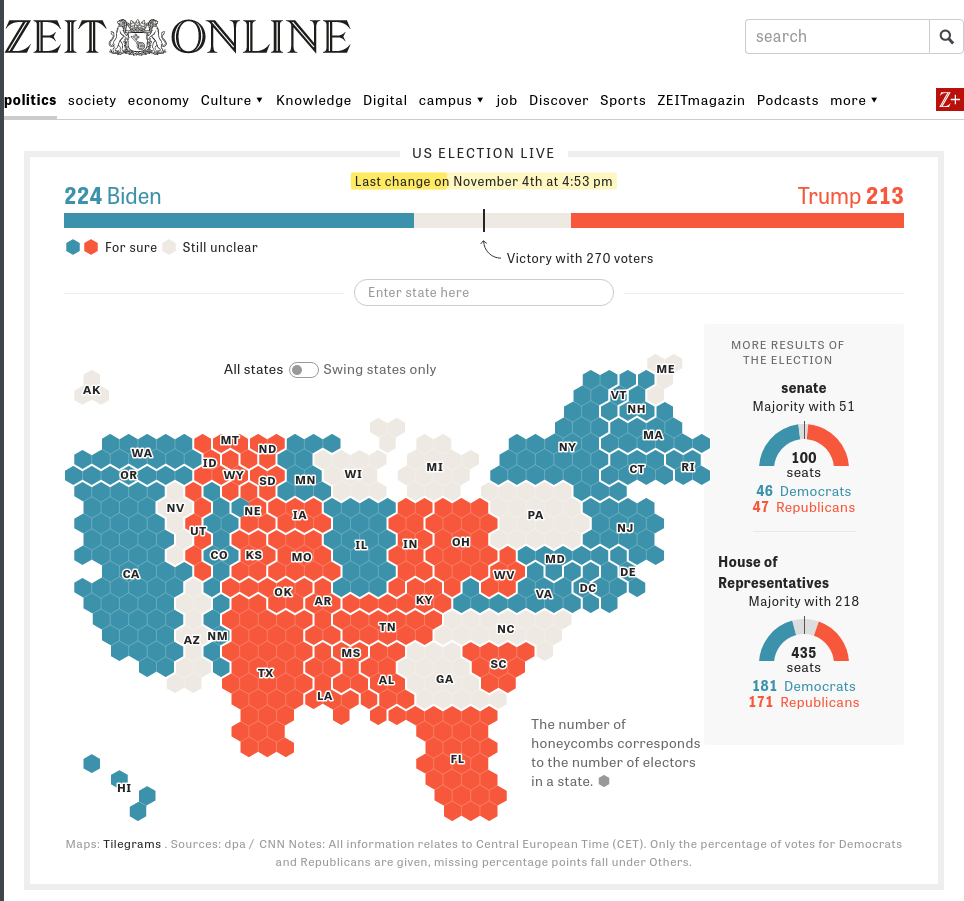 ZEIT ONLINE
search
politics society economy Culture ▼ Knowledge Digital campus ▼ job Discover Sports ZEITmagazin Podcasts more ▼ Z+
US ELECTION LIVE
Last change on November 4th at 4:53 pm
224 Biden
Trump 213
For sure Still unclear
Victory with 270 voters
Enter state here
All states Swing states only
AK
ME
VT
NH
WA
MT
ND
NY
MA
OR
ID
WY
SD
MN
WI
MI
CT
RI
NV
UT
NE
IA
PA
NJ
CO
KS
MO
IL
IN
OH
MD
CA
OK
AR
KY
WV
VA
DC
DE
AZ
NM
TN
NC
TX
MS
AL
GA
SC
LA
FL
HI
The number of
honeycombs corresponds
to the number of electors
in a state.
MORE RESULTS OF
THE ELECTION
senate
Majority with 51
100
seats
46 Democrats
47 Republicans
House of
Representatives
Majority with 218
435
seats
181 Democrats
171 Republicans
Maps: Tilegrams . Sources: dpa / CNN Notes: All information relates to Central European Time (CET). Only the percentage of votes for Democrats
and Republicans are given, missing percentage points fall under Others.